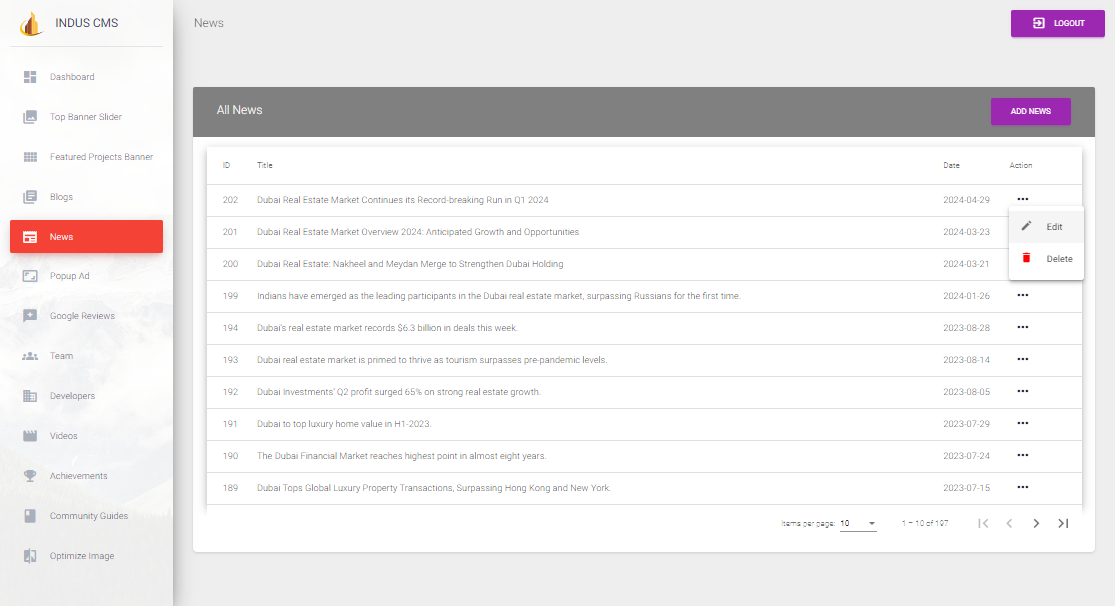 INDUS CMS
News
LOGOUT
Dashboard
Top Banner Slider
Featured Projects Banner
Blogs
News
Popup Ad
Google Reviews
Team
Developers
Videos
Achievements
Community Guides
Optimize Image
All News
ADD NEWS
ID Title Date Action
202 Dubai Real Estate Market Continues its Record-breaking Run in Q1 2024 2024-04-29
201 Dubai Real Estate Market Overview 2024: Anticipated Growth and Opportunities 2024-03-23
Edit
200 Dubai Real Estate: Nakheel and Meydan Merge to Strengthen Dubai Holding 2024-03-21
Delete
199 Indians have emerged as the leading participants in the Dubai real estate market, surpassing Russians for the first time. 2024-01-26
194 Dubai's real estate market records $6.3 billion in deals this week. 2023-08-28
193 Dubai real estate market is primed to thrive as tourism surpasses pre-pandemic levels. 2023-08-14
192 Dubai Investments' Q2 profit surged 65% on strong real estate growth. 2023-08-05
191 Dubai to top luxury home value in H1-2023. 2023-07-29
190 The Dubai Financial Market reaches highest point in almost eight years. 2023-07-24
189 Dubai Tops Global Luxury Property Transactions, Surpassing Hong Kong and New York. 2023-07-15
Items per page: 10 1 – 10 of 197